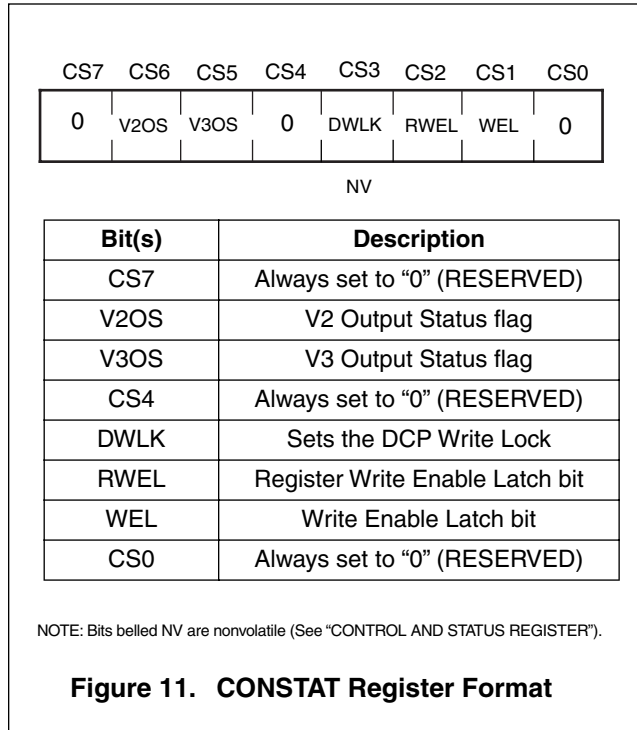 CS7 CS6 CS5 CS4 CS3 CS2 CS1 CS0
0 V2OS V3OS 0 DWLK RWEL WEL 0
NV
Bit(s) Description
CS7 Always set to “0” (RESERVED)
V2OS V2 Output Status flag
V3OS V3 Output Status flag
CS4 Always set to “0” (RESERVED)
DWLK Sets the DCP Write Lock
RWEL Register Write Enable Latch bit
WEL Write Enable Latch bit
CS0 Always set to “0” (RESERVED)
NOTE: Bits belled NV are nonvolatile (See “CONTROL AND STATUS REGISTER”).
Figure 11. CONSTAT Register Format